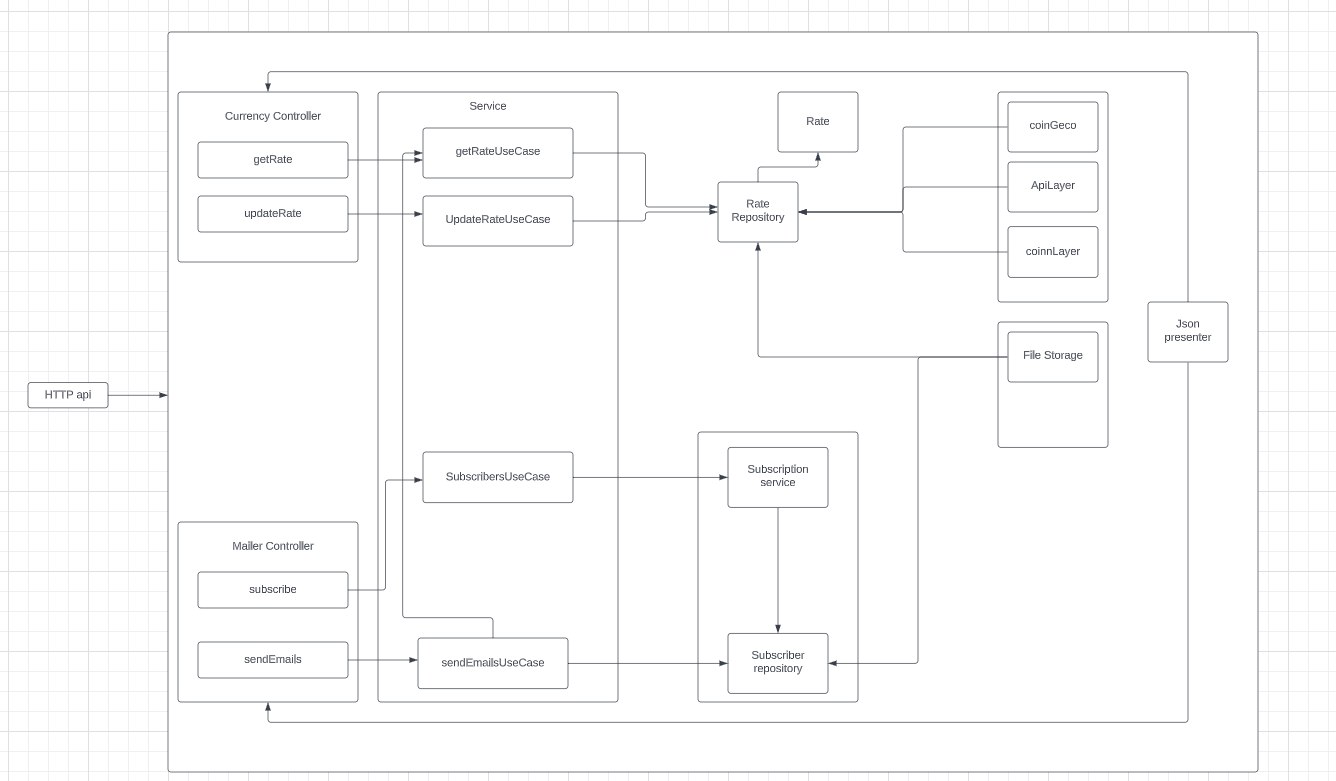 Currency Controller
getRate
updateRate
Service
getRateUseCase
UpdateRateUseCase
Rate
Rate
Repository
coinGeco
ApiLayer
coinnLayer
Json
presenter
File Storage
HTTP api
SubscribersUseCase
Subscription
service
Mailer Controller
subscribe
sendEmails
sendEmailsUseCase
Subscriber
repository